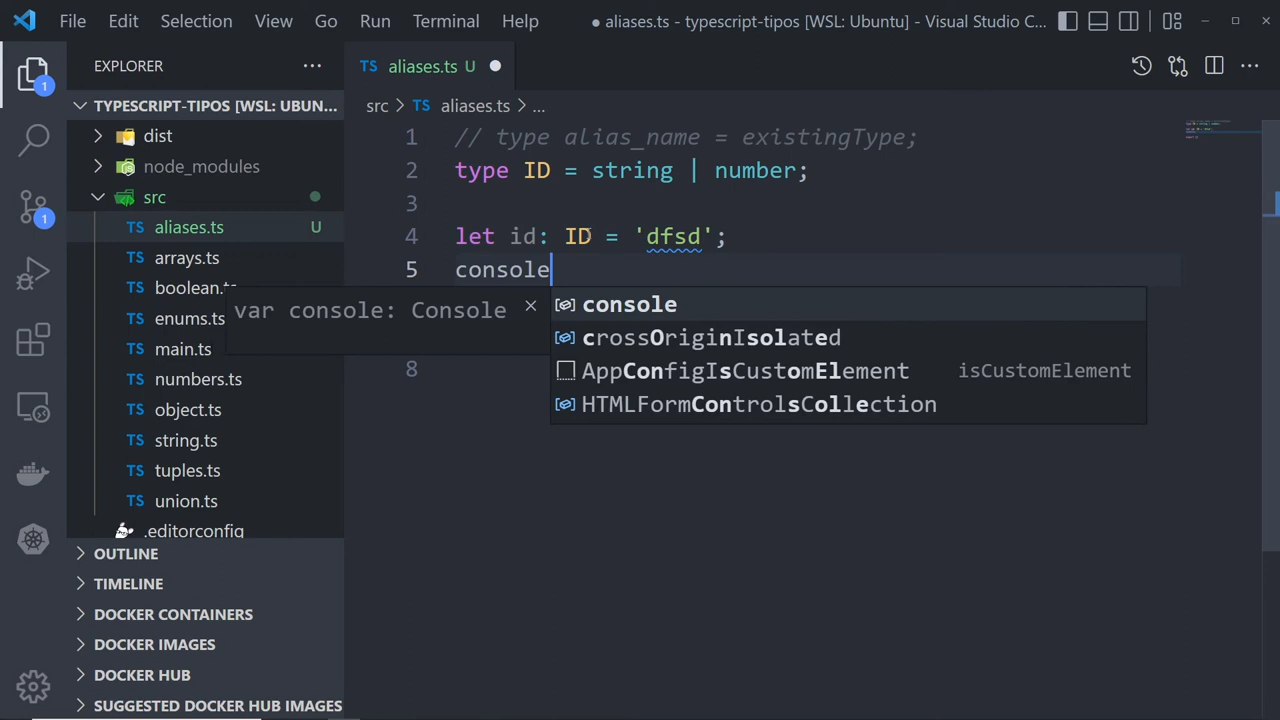 File Edit Selection View Go Run Terminal Help
● aliases.ts - typescript-tipos [WSL: Ubuntu] - Visual Studio C...
EXPLORER
TYPESCRIPT-TIPOS [WSL: UBUN...
dist
node_modules
src
TS aliases.ts U
TS arrays.ts
TS boolean.ts
TS enums.ts
TS main.ts
TS numbers.ts
TS object.ts
TS string.ts
TS tuples.ts
TS union.ts
.editorconfig
OUTLINE
TIMELINE
DOCKER CONTAINERS
DOCKER IMAGES
DOCKER HUB
SUGGESTED DOCKER HUB IMAGES
1
1
TS aliases.ts U
src > TS aliases.ts > ...
1 // type alias_name = existingType;
2 type ID = string | number;
3
4 let id: ID = 'dfsd';
5 console
var console: Console ×
console
crossOriginIsolated
AppConfigIsCustomElement isCustomElement
HTMLFormControlsCollection
8